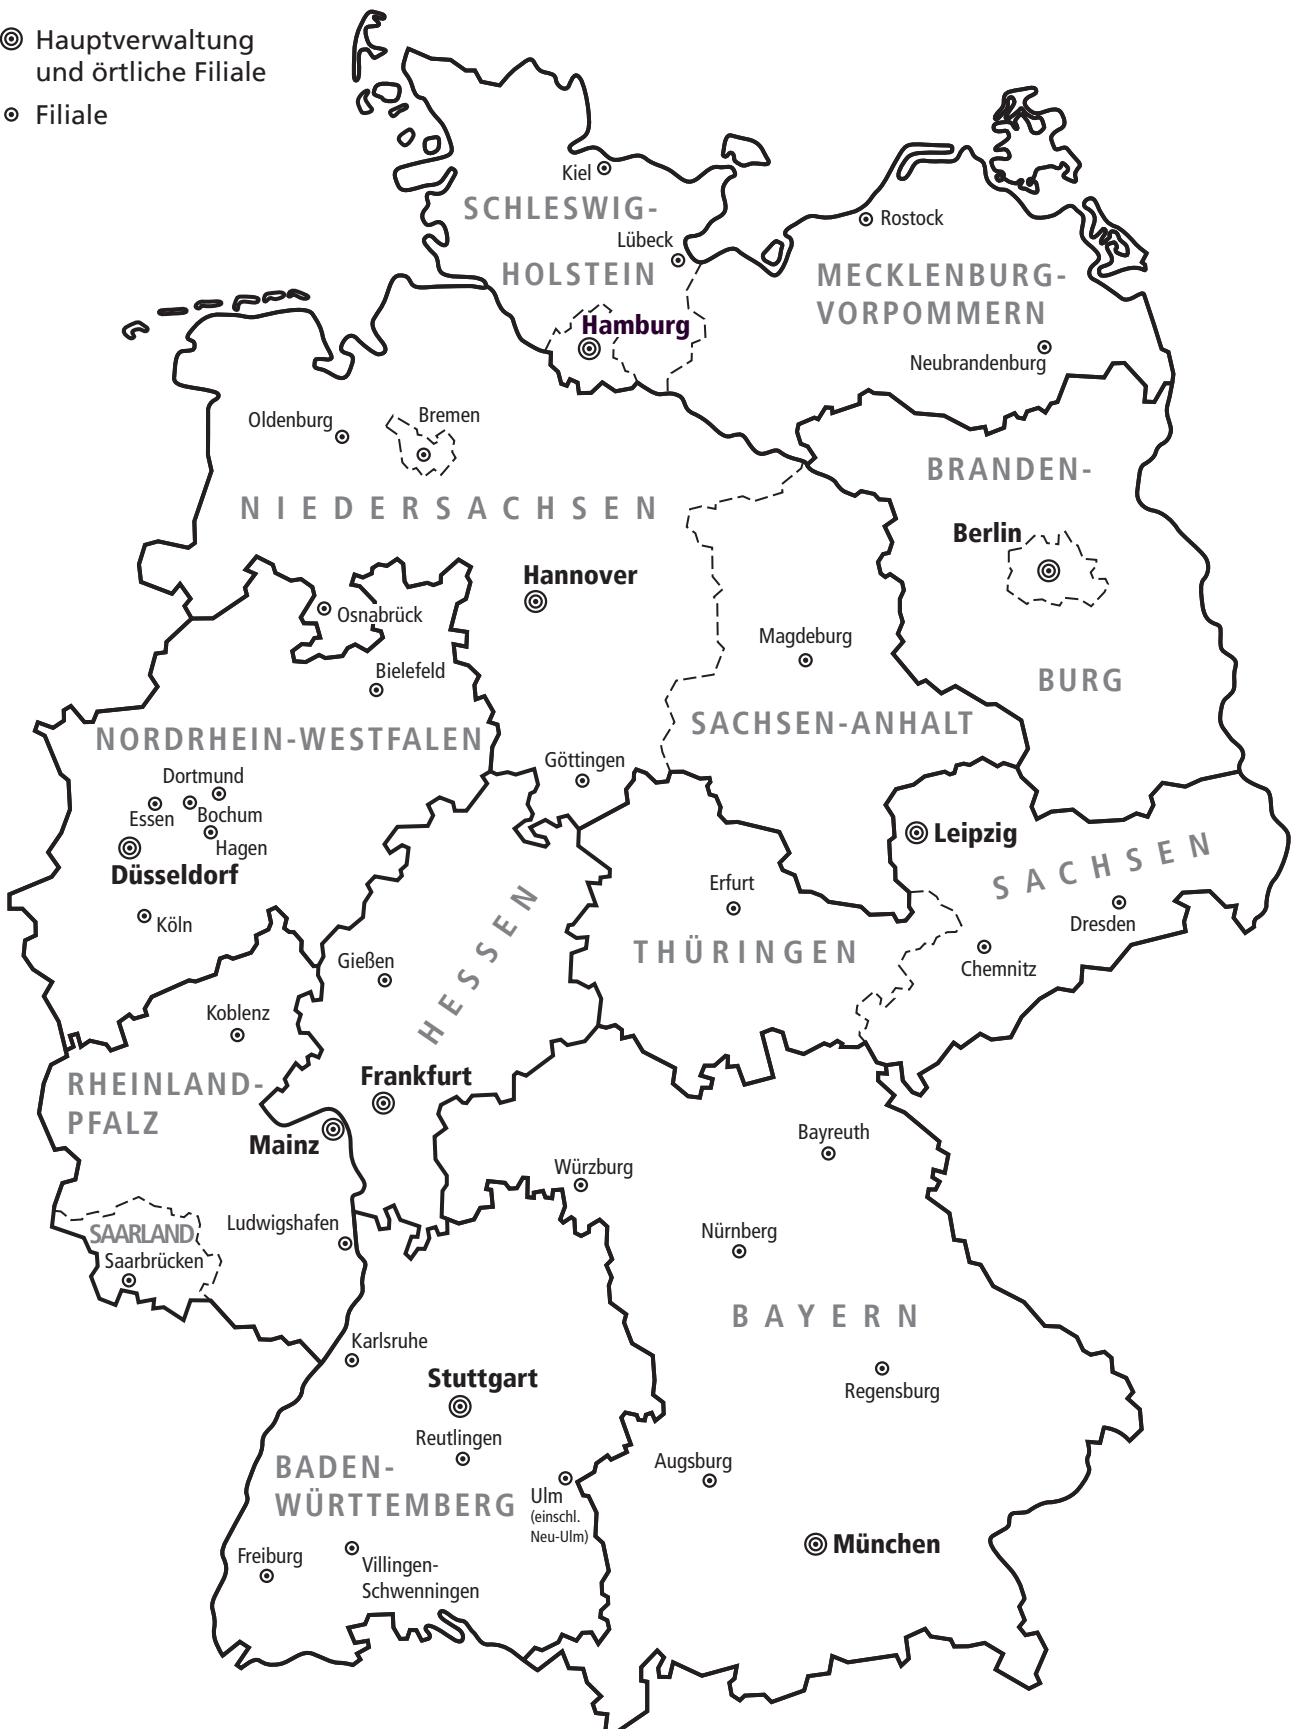 Hauptverwaltung
und örtliche Filiale
Filiale
Kiel
SCHLESWIG-
Lübeck
HOLSTEIN
Hamburg
Rostock
MECKLENBURG-
VORPOMMERN
Neubrandenburg
Oldenburg
Bremen
NIEDERSACHSEN
BRANDEN-
Berlin
Hannover
Osnabrück
Magdeburg
Bielefeld
BURG
SACHSEN-ANHALT
NORDRHEIN-WESTFALEN
Göttingen
Dortmund
Essen
Bochum
Hagen
Düsseldorf
Leipzig
SACHSEN
Erfurt
Dresden
Köln
HESSEN
THÜRINGEN
Gießen
Chemnitz
Koblenz
RHEINLAND-
PFALZ
Frankfurt
Mainz
Bayreuth
Würzburg
Ludwigshafen
SAARLAND
Saarbrücken
Nürnberg
BAYERN
Karlsruhe
Stuttgart
Regensburg
Reutlingen
BADEN-
WÜRTTEMBERG
Augsburg
Ulm
(einschl.
Neu-Ulm)
München
Freiburg
Villingen-
Schwenningen